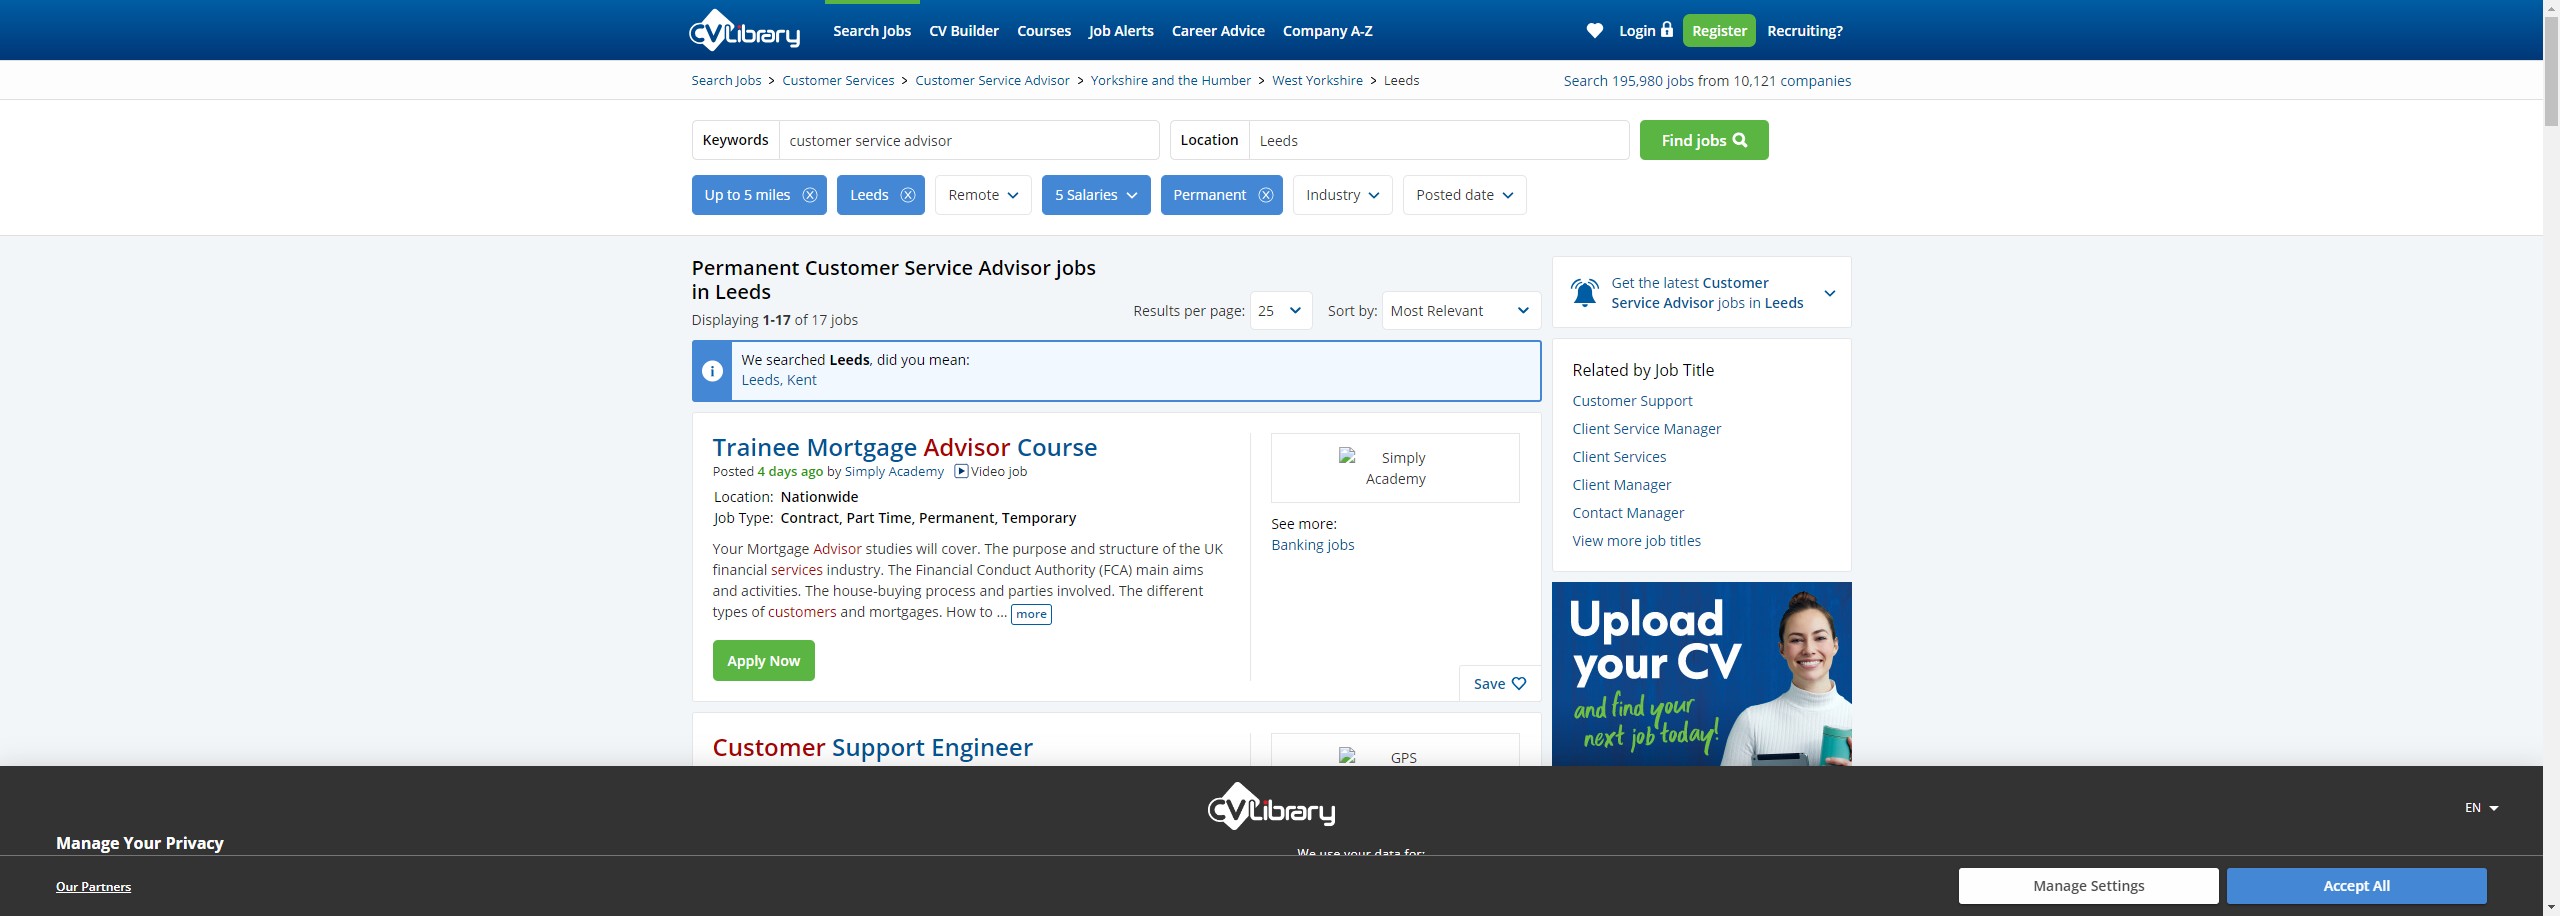 CV Library
Search Jobs CV Builder Courses Job Alerts Career Advice Company A-Z
Login Register Recruiting?
Search Jobs > Customer Services > Customer Service Advisor > Yorkshire and the Humber > West Yorkshire > Leeds
Search 195,980 jobs from 10,121 companies
Keywords customer service advisor
Location Leeds
Find jobs
Up to 5 miles Leeds Remote 5 Salaries Permanent Industry Posted date
Permanent Customer Service Advisor jobs
in Leeds
Displaying 1-17 of 17 jobs
Results per page: 25 Sort by: Most Relevant
We searched Leeds, did you mean:
Leeds, Kent
Trainee Mortgage Advisor Course
Posted 4 days ago by Simply Academy Video job
Location: Nationwide
Job Type: Contract, Part Time, Permanent, Temporary
Your Mortgage Advisor studies will cover. The purpose and structure of the UK
financial services industry. The Financial Conduct Authority (FCA) main aims
and activities. The house-buying process and parties involved. The different
types of customers and mortgages. How to ... more
Apply Now
Simply
Academy
See more:
Banking jobs
Save
Customer Support Engineer
GPS
Get the latest Customer
Service Advisor jobs in Leeds
Related by Job Title
Customer Support
Client Service Manager
Client Services
Client Manager
Contact Manager
View more job titles
Upload
your CV
and find your
next job today!
CV Library
EN
Manage Your Privacy
We use your data for:
Our Partners
Manage Settings
Accept All